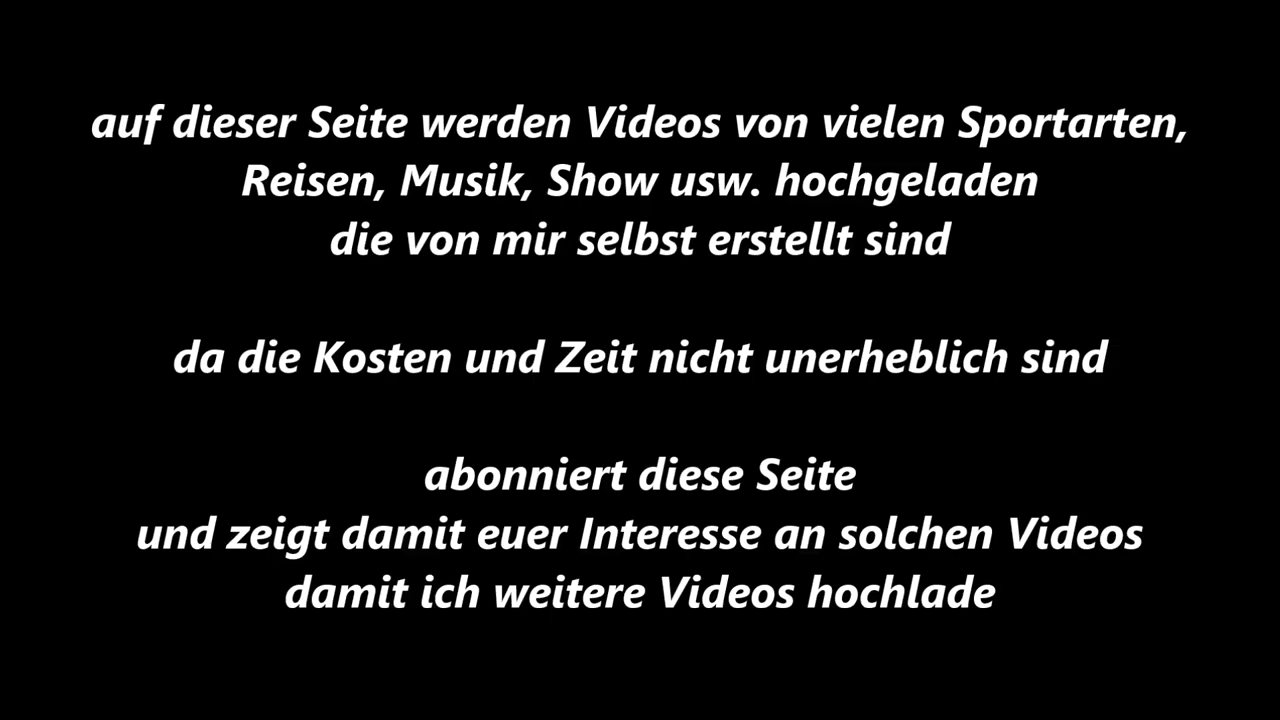 auf dieser Seite werden Videos von vielen Sportarten,
Reisen, Musik, Show usw. hochgeladen
die von mir selbst erstellt sind
da die Kosten und Zeit nicht unerheblich sind
abonniert diese Seite
und zeigt damit euer Interesse an solchen Videos
damit ich weitere Videos hochlade